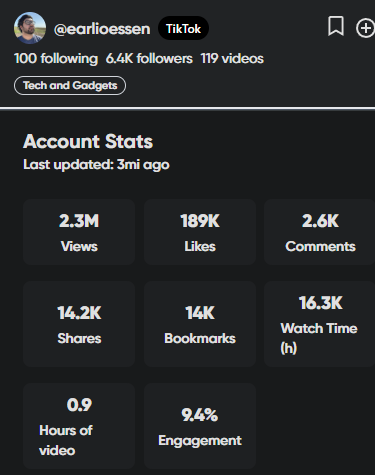 @earlioessen TikTok
100 following 6.4K followers 119 videos
Tech and Gadgets
Account Stats
Last updated: 3mi ago
2.3M
Views
189K
Likes
2.6K
Comments
14.2K
Shares
14K
Bookmarks
16.3K
Watch Time
(h)
0.9
Hours of
video
9.4%
Engagement